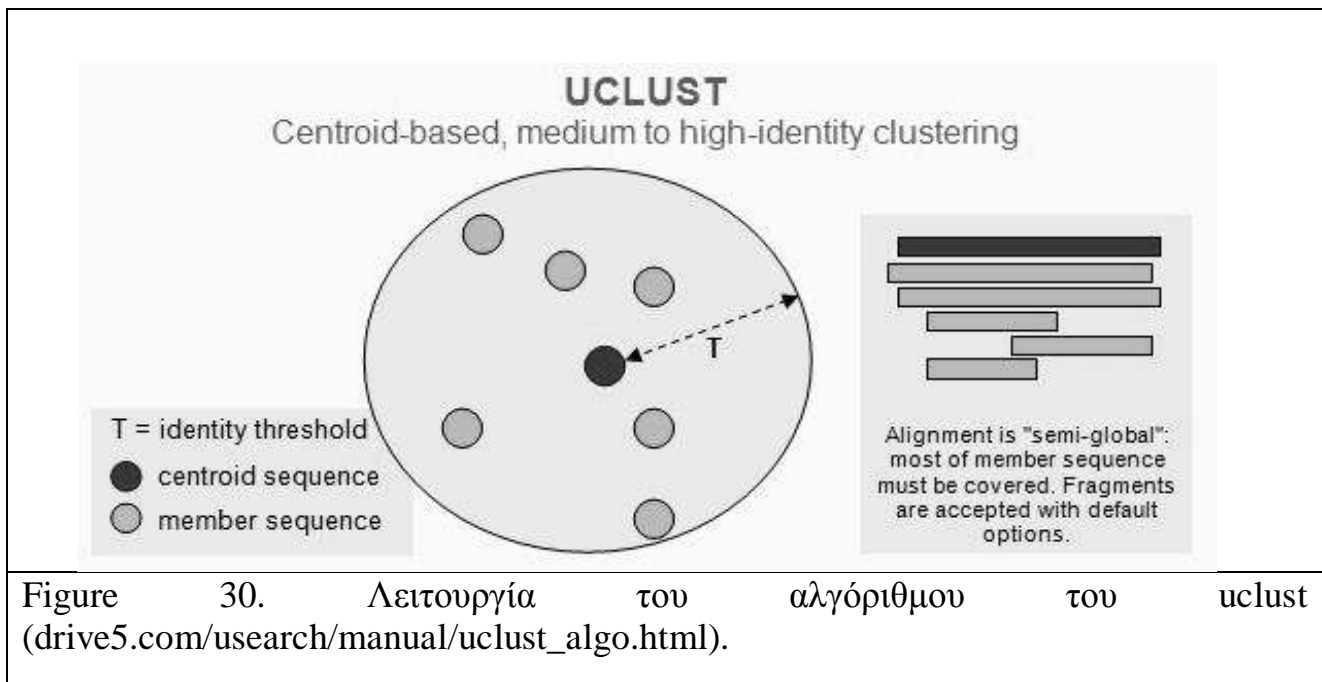 UCLUST
Centroid-based, medium to high-identity clustering
T
T = identity threshold
centroid sequence
member sequence
Alignment is "semi-global":
most of member sequence
must be covered. Fragments
are accepted with default
options.
Figure 30. Λειτουργία του αλγόριθμου του uclust
(drive5.com/usearch/manual/uclust_algo.html).